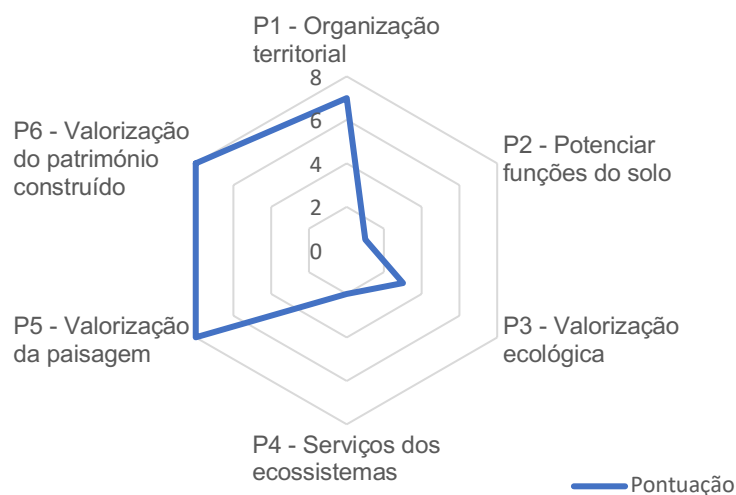 P1 - Organização
territorial
8
6
4
2
0
P2 - Potenciar
funções do solo
P3 - Valorização
ecológica
P4 - Serviços dos
ecossistemas
P5 - Valorização
da paisagem
P6 - Valorização
do património
construído
Pontuação